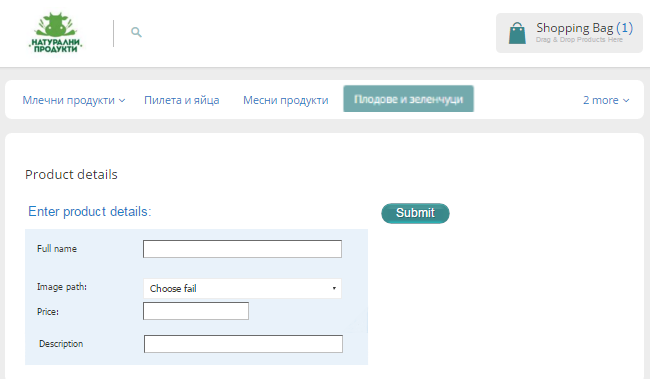 НАТУРАЛНИ
ПРОДУКТИ
Shopping Bag (1)
Drag & Drop Products Here
Млечни продукти
Пилета и яйца
Месни продукти
Плодове и зеленчуци
2 more
Product details
Enter product details:
Submit
Full name
Image path:
Choose fail
Price:
Description